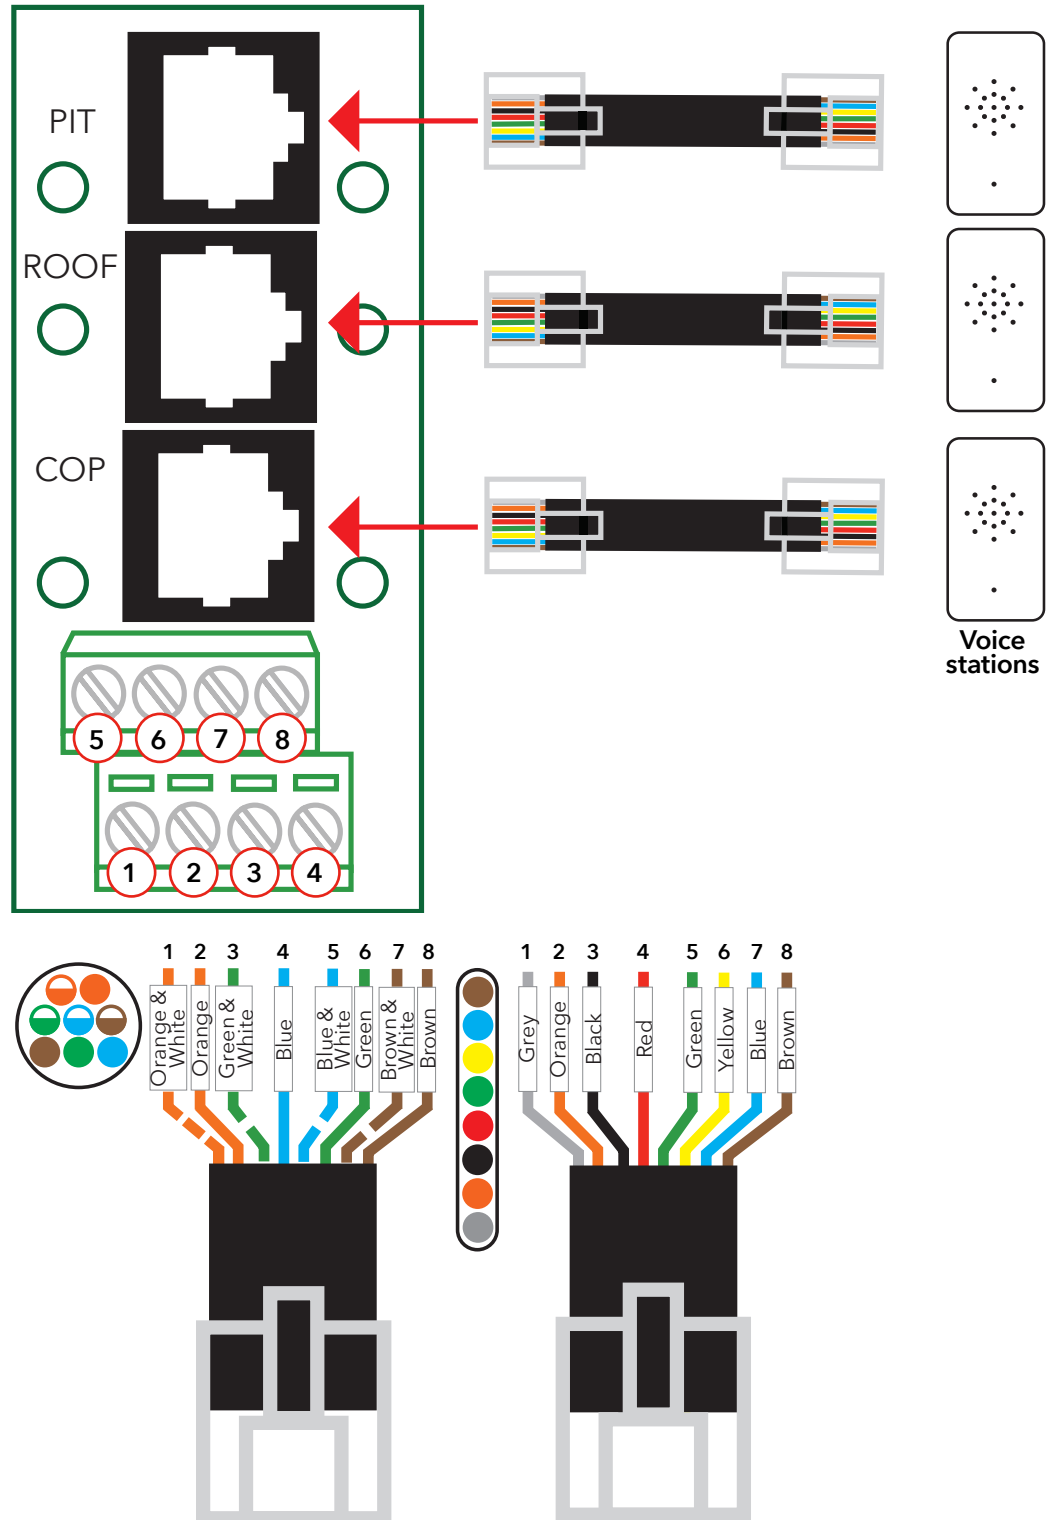 PIT
ROOF
COP
Voice
stations
5 6 7 8
1 2 3 4
1 2 3 4 5 6 7 8
Orange &
White
Orange
Green &
White
Blue
Blue &
White
Green
Brown &
White
Brown
1 2 3 4 5 6 7 8
Grey
Orange
Black
Red
Green
Yellow
Blue
Brown